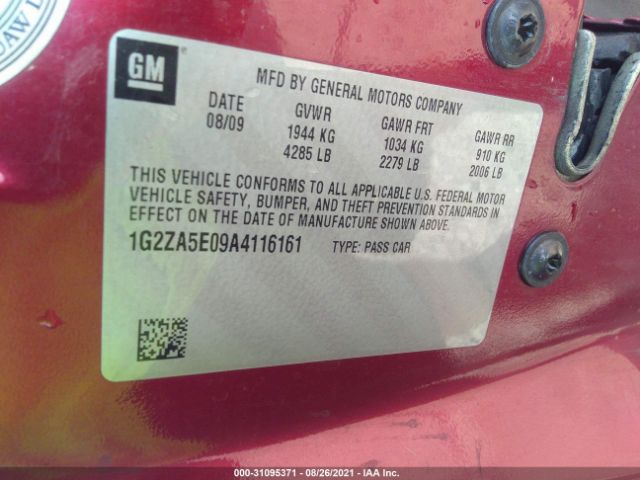 GM
MFD BY GENERAL MOTORS COMPANY
DATE GVWR GAWR FRT GAWR RR
08/09 1944 KG 1034 KG 910 KG
4285 LB 2279 LB 2006 LB
THIS VEHICLE CONFORMS TO ALL APPLICABLE U.S. FEDERAL MOTOR
VEHICLE SAFETY, BUMPER, AND THEFT PREVENTION STANDARDS IN
EFFECT ON THE DATE OF MANUFACTURE SHOWN ABOVE.
1G2ZA5E09A4116161 TYPE: PASS CAR
000-31095371 - 08/26/2021 - IAA Inc.